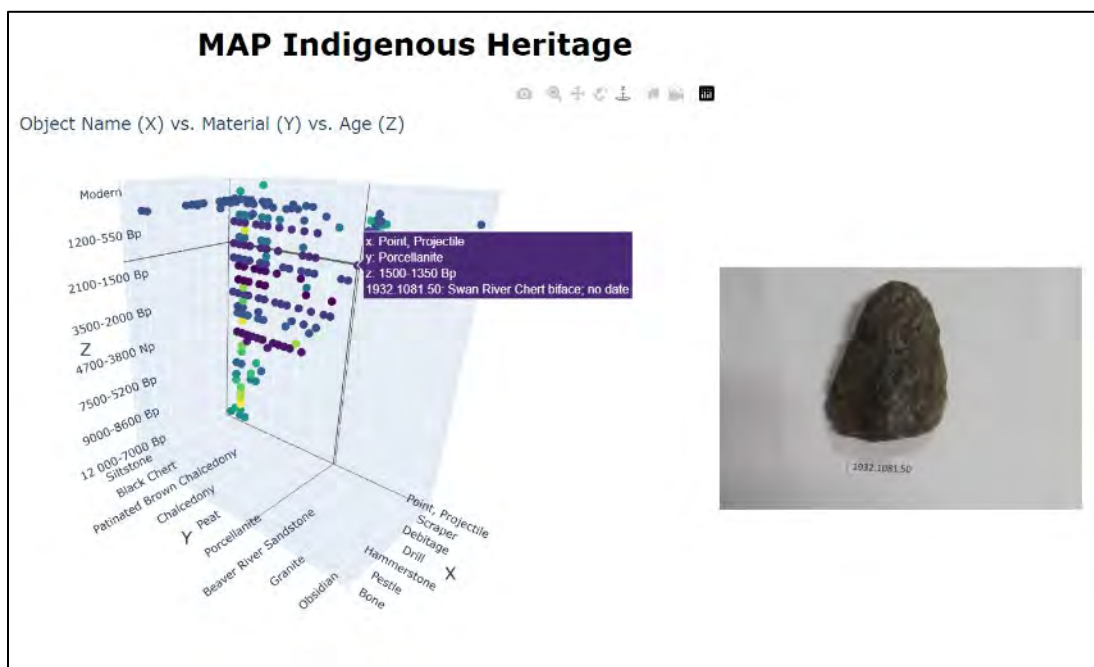 MAP Indigenous Heritage
Object Name (X) vs. Material (Y) vs. Age (Z)
Modern
1200-550 Bp
2100-1500 Bp
3500-2000 Bp
4700-3800 Np
7500-5200 Bp
9000-8600 Bp
12 000-7000 Bp
Z
x: Point, Projectile
y: Porcellanite
z: 1500-1350 Bp
1932.1081.50: Swan River Chert biface; no date
Siltstone
Black Chert
Patinated Brown Chalcedony
Chalcedony
Peat
Porcellanite
Beaver River Sandstone
Granite
Obsidian
Y
Point, Projectile
Scraper
Debitage
Drill
Hammerstone
Pestle
Bone
X
1932.1081.50